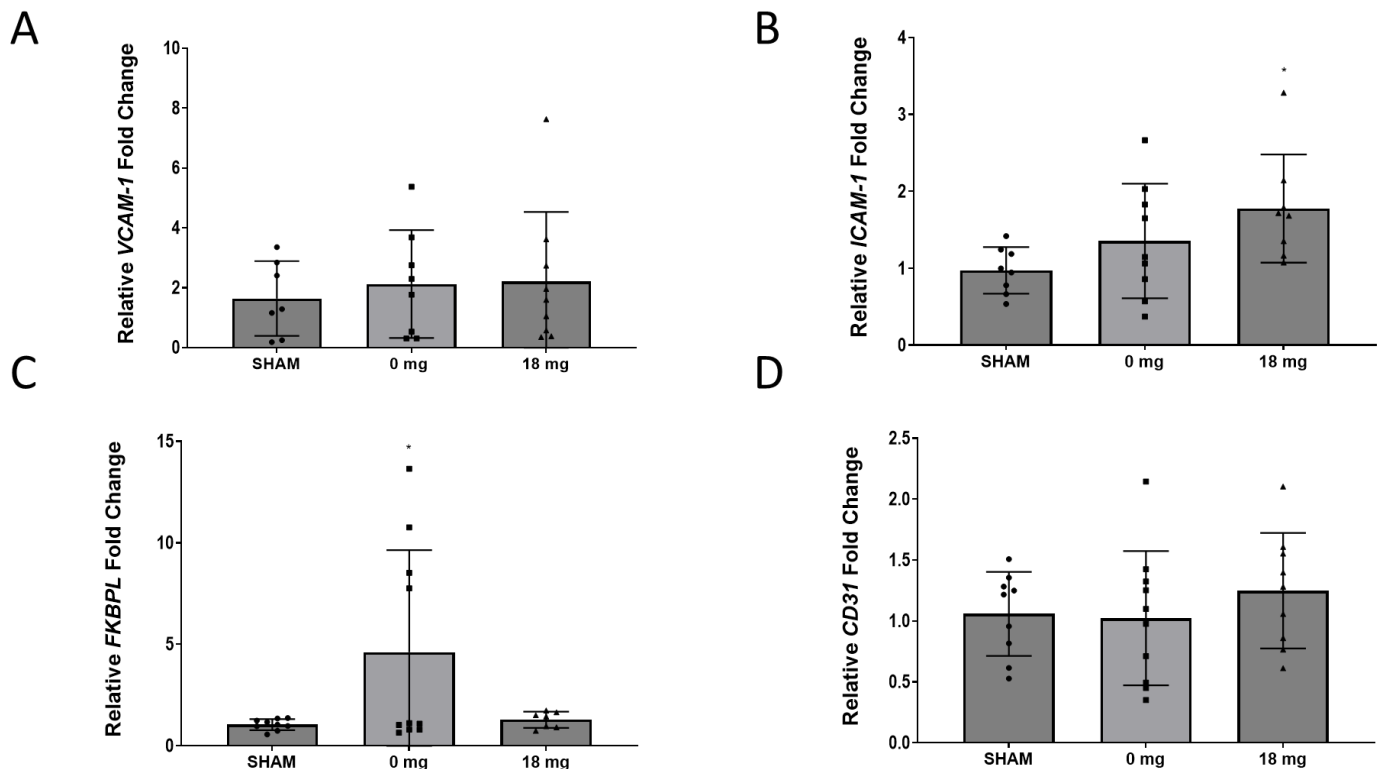 A
Relative VCAM-1 Fold Change
10
8
6
4
2
0
SHAM
0 mg
18 mg
B
Relative ICAM-1 Fold Change
4
3
2
1
0
*
SHAM
0 mg
18 mg
C
Relative FKBPL Fold Change
15
10
5
0
*
SHAM
0 mg
18 mg
D
Relative CD31 Fold Change
2.5
2.0
1.5
1.0
0.5
0.0
SHAM
0 mg
18 mg